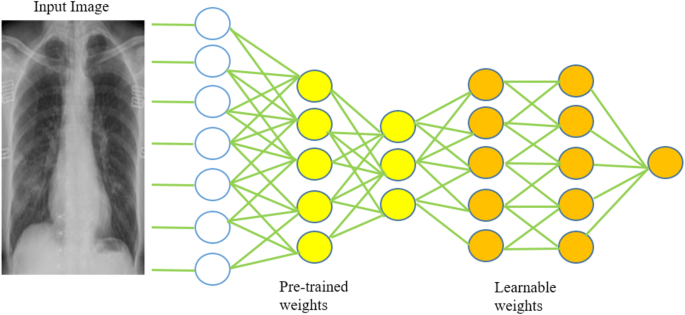 Input Image
Pre-trained
weights
Learnable
weights